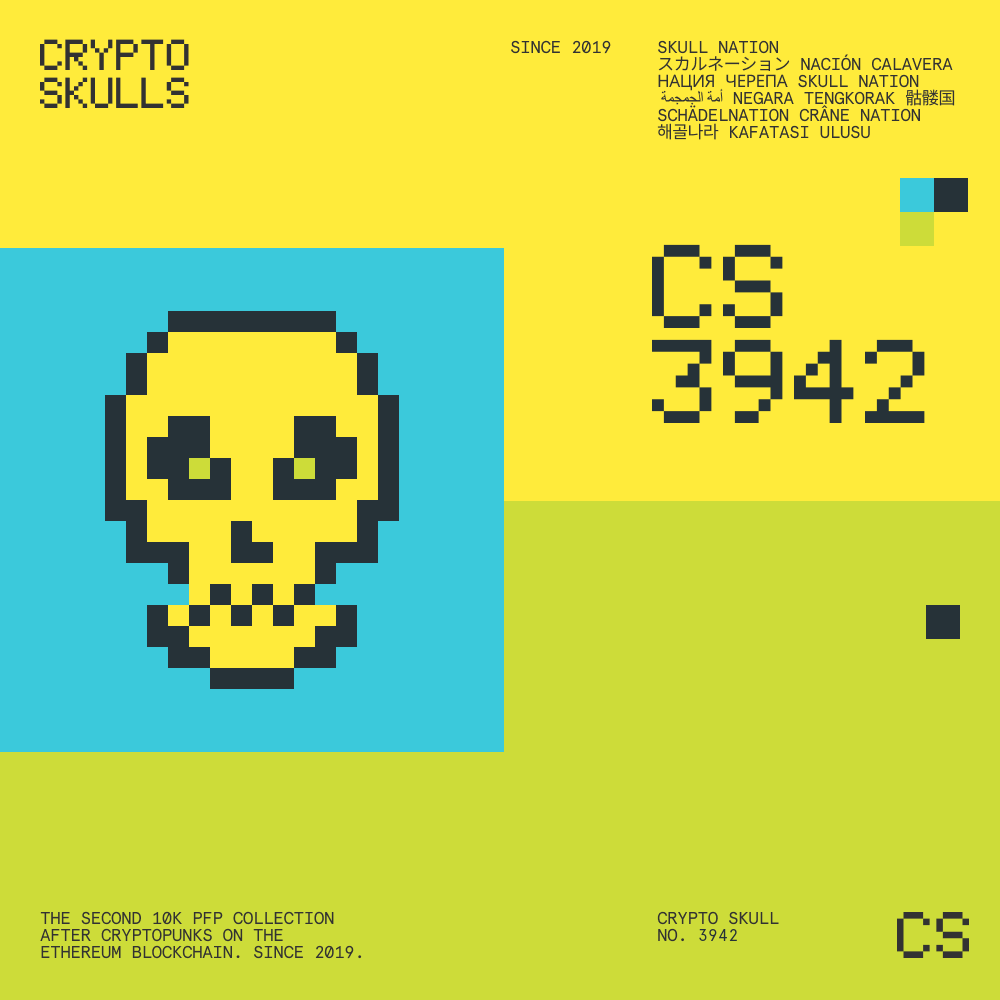 CRYPTO
SKULLS
SINCE 2019
SKULL NATION
スカルネーション NACIÓN CALAVERA
НАЦИЯ ЧЕРЕПА SKULL NATION
أمة الجمجمة NEGARA TENGKORAK 骷髅国
SCHÄDELNATION CRÂNE NATION
해골나라 KAFATASI ULUSU
CS
3942
THE SECOND 10K PFP COLLECTION
AFTER CRYPTOPUNKS ON THE
ETHEREUM BLOCKCHAIN. SINCE 2019.
CRYPTO SKULL
NO. 3942
CS